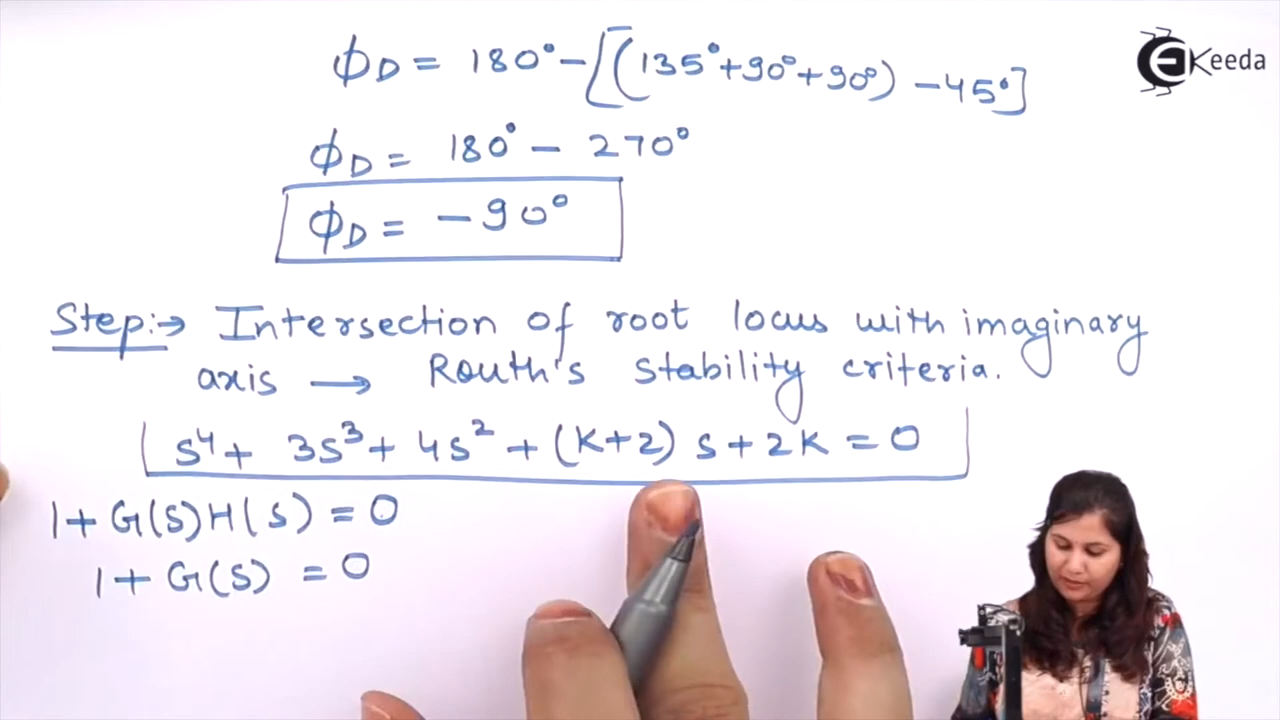 ϕD = 180° - [(135°+90°+90°) - 45°]
EKeeda
ϕD = 180° - 270°
ϕD = -90°
Step:→ Intersection of root locus with imaginary
axis → Routh's stability criteria.
s⁴ + 3s³ + 4s² + (K+2) s + 2K = 0
1 + G(S)H(S) = 0
1 + G(S) = 0